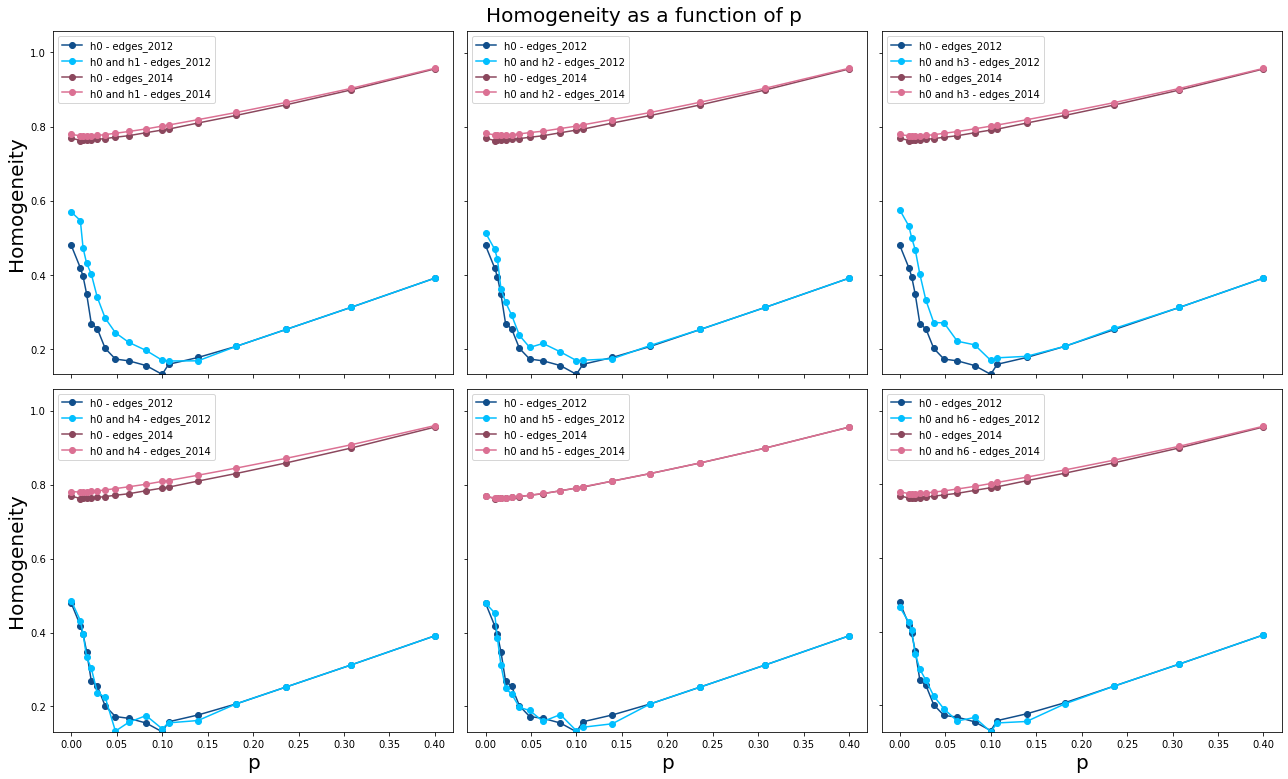 Homogeneity as a function of p
h0 - edges_2012
h0 and h1 - edges_2012
h0 - edges_2014
h0 and h1 - edges_2014
h0 - edges_2012
h0 and h2 - edges_2012
h0 - edges_2014
h0 and h2 - edges_2014
h0 - edges_2012
h0 and h3 - edges_2012
h0 - edges_2014
h0 and h3 - edges_2014
1.0
0.8
0.6
0.4
0.2
Homogeneity
h0 - edges_2012
h0 and h4 - edges_2012
h0 - edges_2014
h0 and h4 - edges_2014
h0 - edges_2012
h0 and h5 - edges_2012
h0 - edges_2014
h0 and h5 - edges_2014
h0 - edges_2012
h0 and h6 - edges_2012
h0 - edges_2014
h0 and h6 - edges_2014
1.0
0.8
0.6
0.4
0.2
Homogeneity
0.00 0.05 0.10 0.15 0.20 0.25 0.30 0.35 0.40
0.00 0.05 0.10 0.15 0.20 0.25 0.30 0.35 0.40
0.00 0.05 0.10 0.15 0.20 0.25 0.30 0.35 0.40
p
p
p